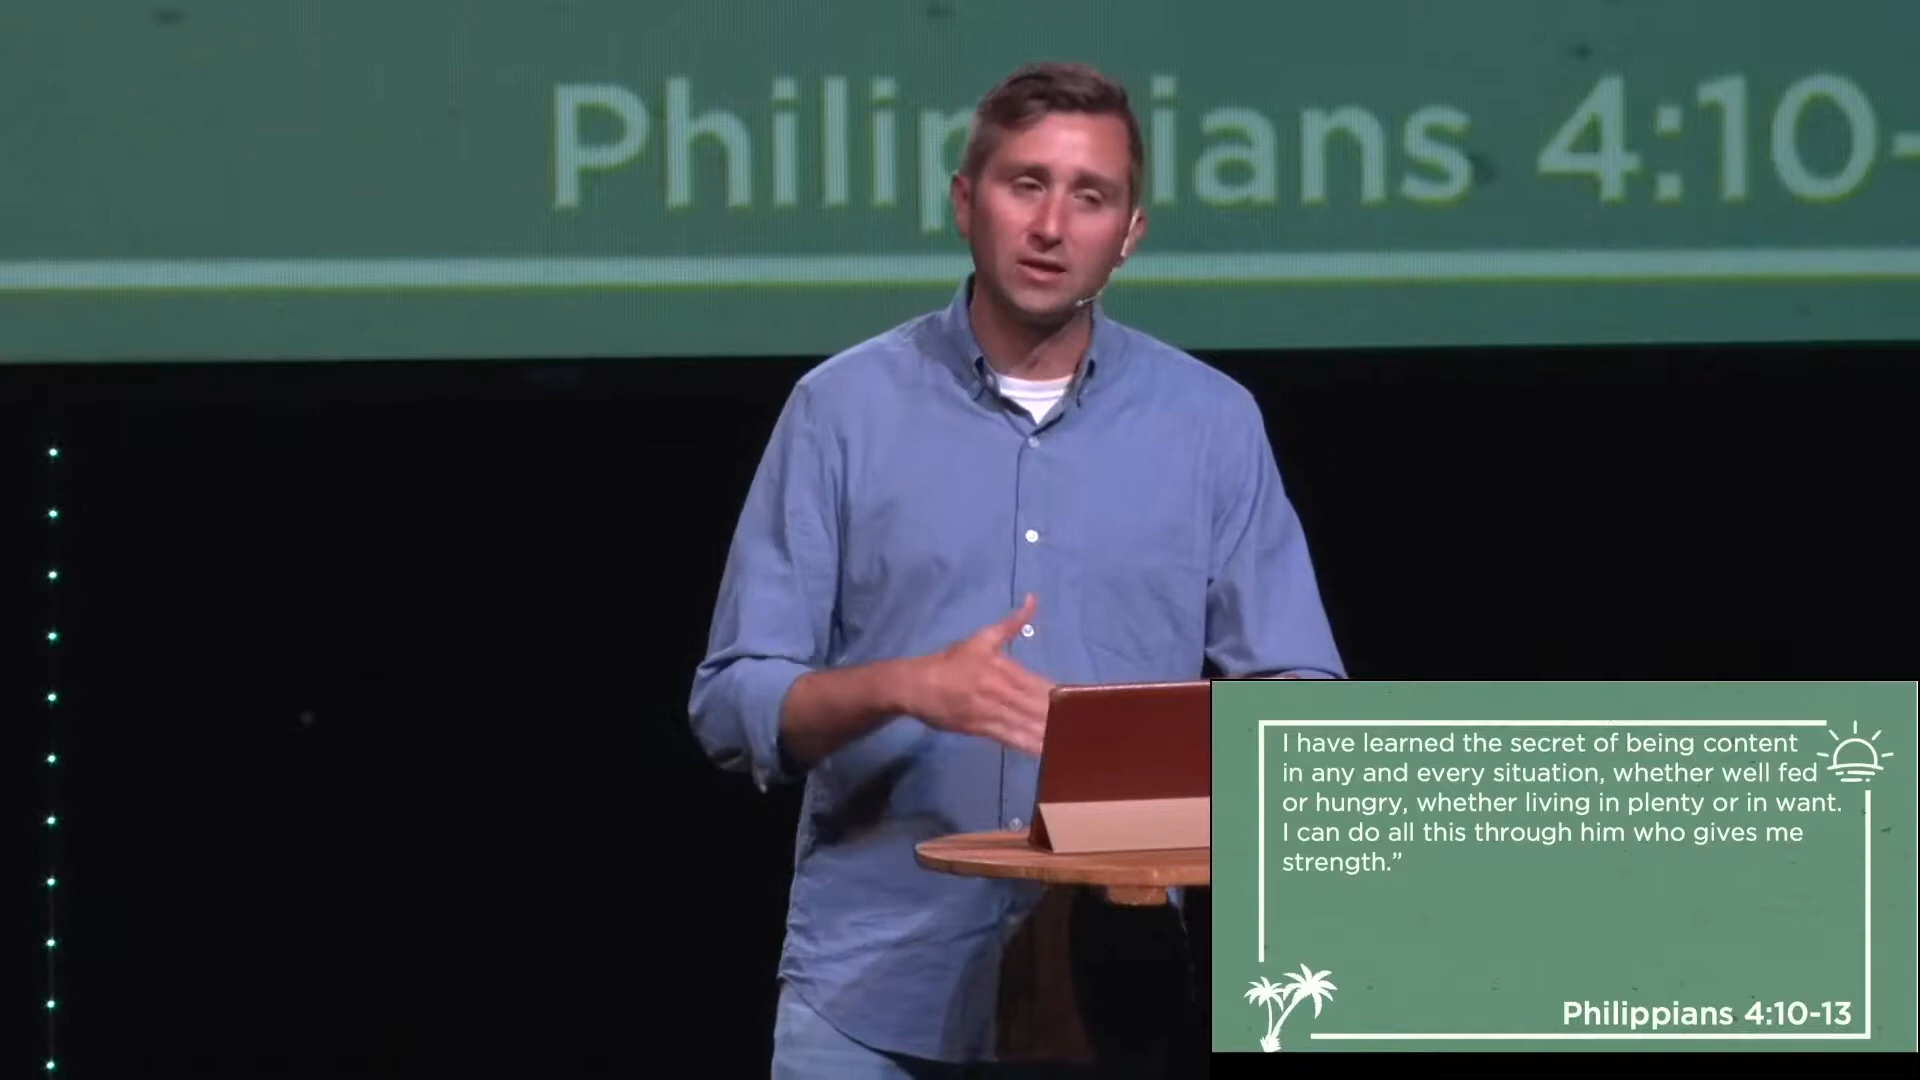 Philippians 4:10-
I have learned the secret of being content
in any and every situation, whether well fed
or hungry, whether living in plenty or in want.
I can do all this through him who gives me
strength.”
Philippians 4:10-13